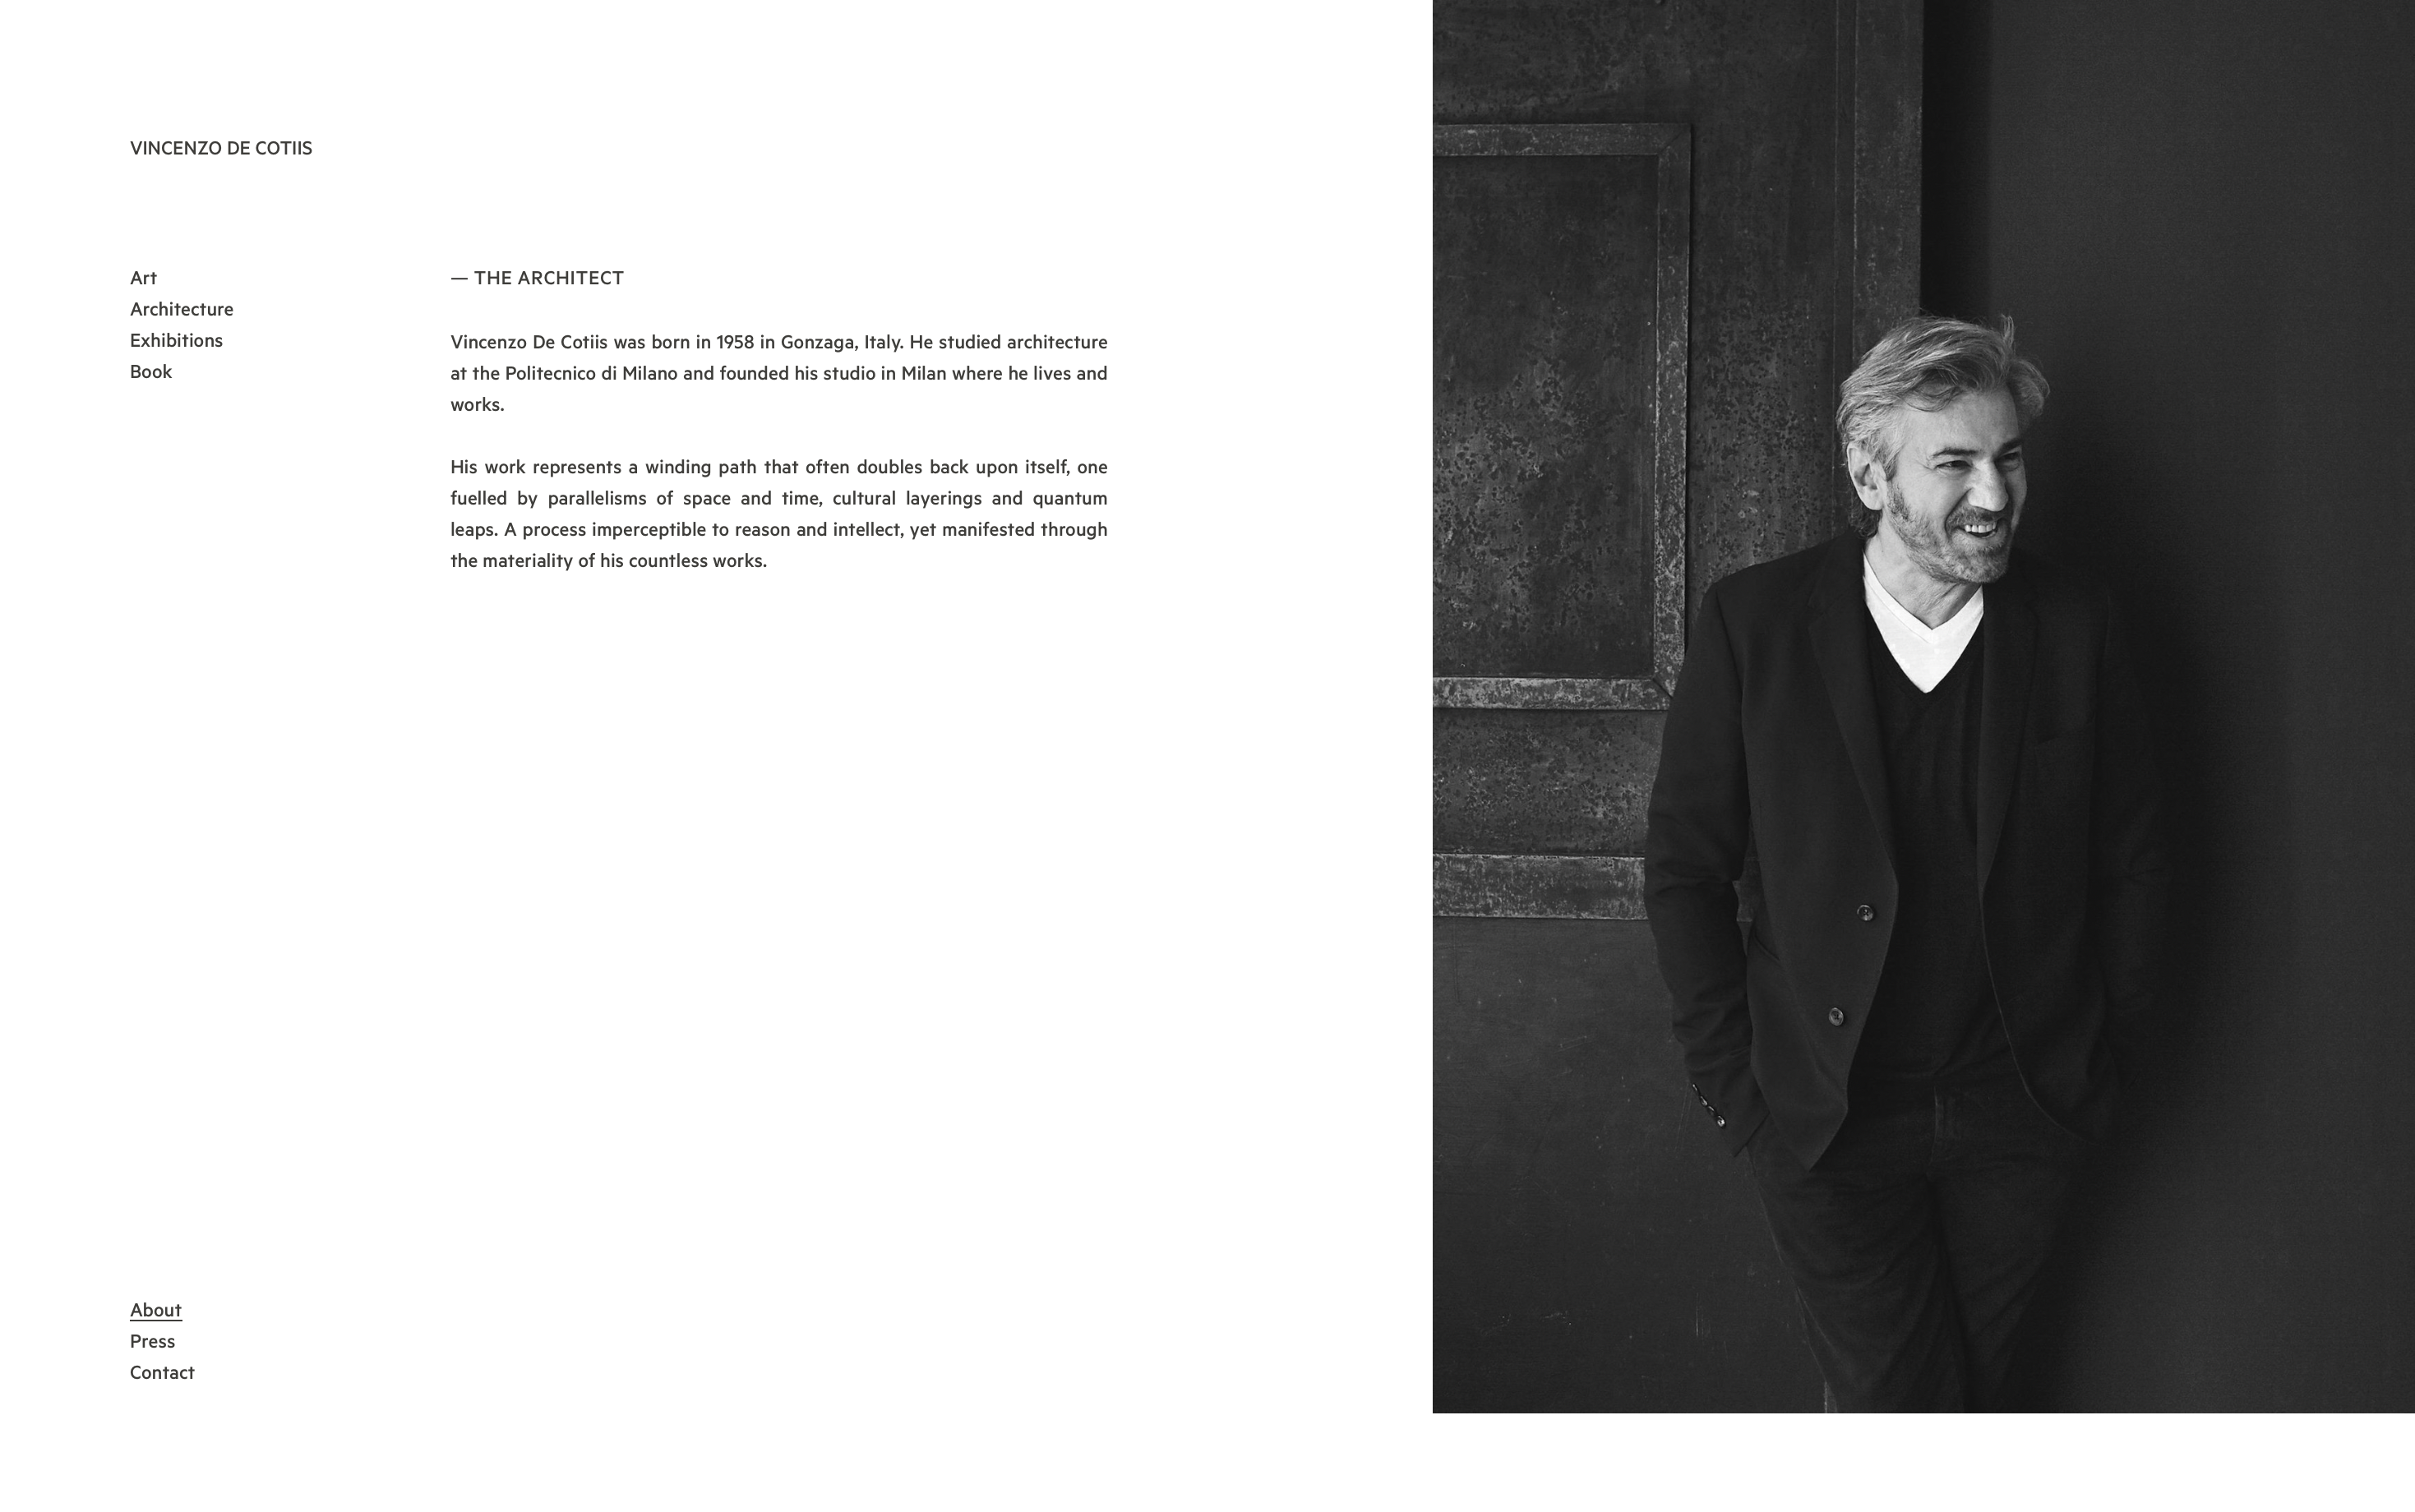 VINCENZO DE COTIIS
Art
Architecture
Exhibitions
Book
— THE ARCHITECT
Vincenzo De Cotiis was born in 1958 in Gonzaga, Italy. He studied architecture
at the Politecnico di Milano and founded his studio in Milan where he lives and
works.
His work represents a winding path that often doubles back upon itself, one
fuelled by parallelisms of space and time, cultural layerings and quantum
leaps. A process imperceptible to reason and intellect, yet manifested through
the materiality of his countless works.
About
Press
Contact